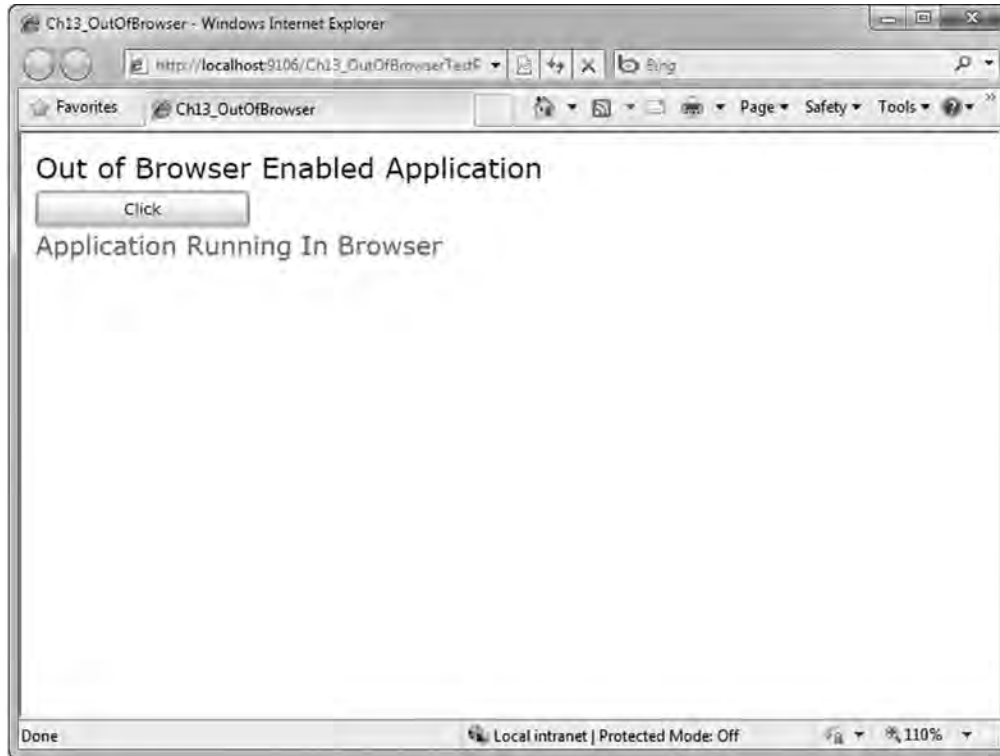 Ch13_OutOfBrowser - Windows Internet Explorer
http://localhost:9106/Ch13_OutOfBrowserTestP
Bing
Favorites Ch13_OutOfBrowser Page Safety Tools
Out of Browser Enabled Application
Click
Application Running In Browser
Done Local intranet | Protected Mode: Off 110%